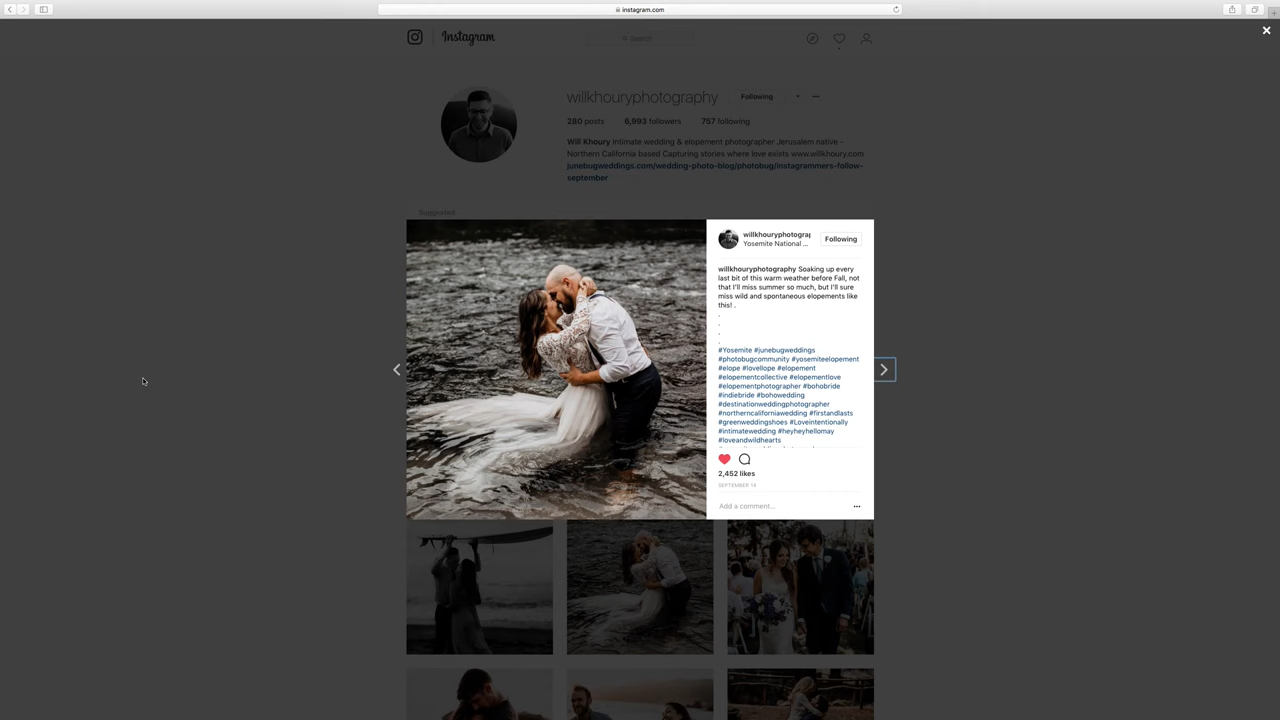 instagram.com
Instagram
Search
willkhouryphotography
Following
280 posts
6,993 followers
757 following
Will Khoury Intimate wedding & elopement photographer Jerusalem native -
Northern California based Capturing stories where love exists www.willkhoury.com
junebugweddings.com/wedding-photo-blog/photobug/instagrammers-follow-
september
Suggested
willkhouryphotograp
Yosemite National ...
Following
willkhouryphotography Soaking up every
last bit of this warm weather before Fall, not
that I'll miss summer so much, but I'll sure
miss wild and spontaneous elopements like
this! .
.
.
.
.
#Yosemite #junebugweddings
#photobugcommunity #yosemiteelopement
#elope #lovellope #elopement
#elopementcollective #elopementlove
#elopementphotographer #bohobride
#indiebride #bohowedding
#destinationweddingphotographer
#northerncaliforniawedding #firstandlasts
#greenweddingshoes #Loveintentionally
#intimatewedding #heyheyhellomay
#loveandwildhearts
2,452 likes
SEPTEMBER 14
Add a comment...